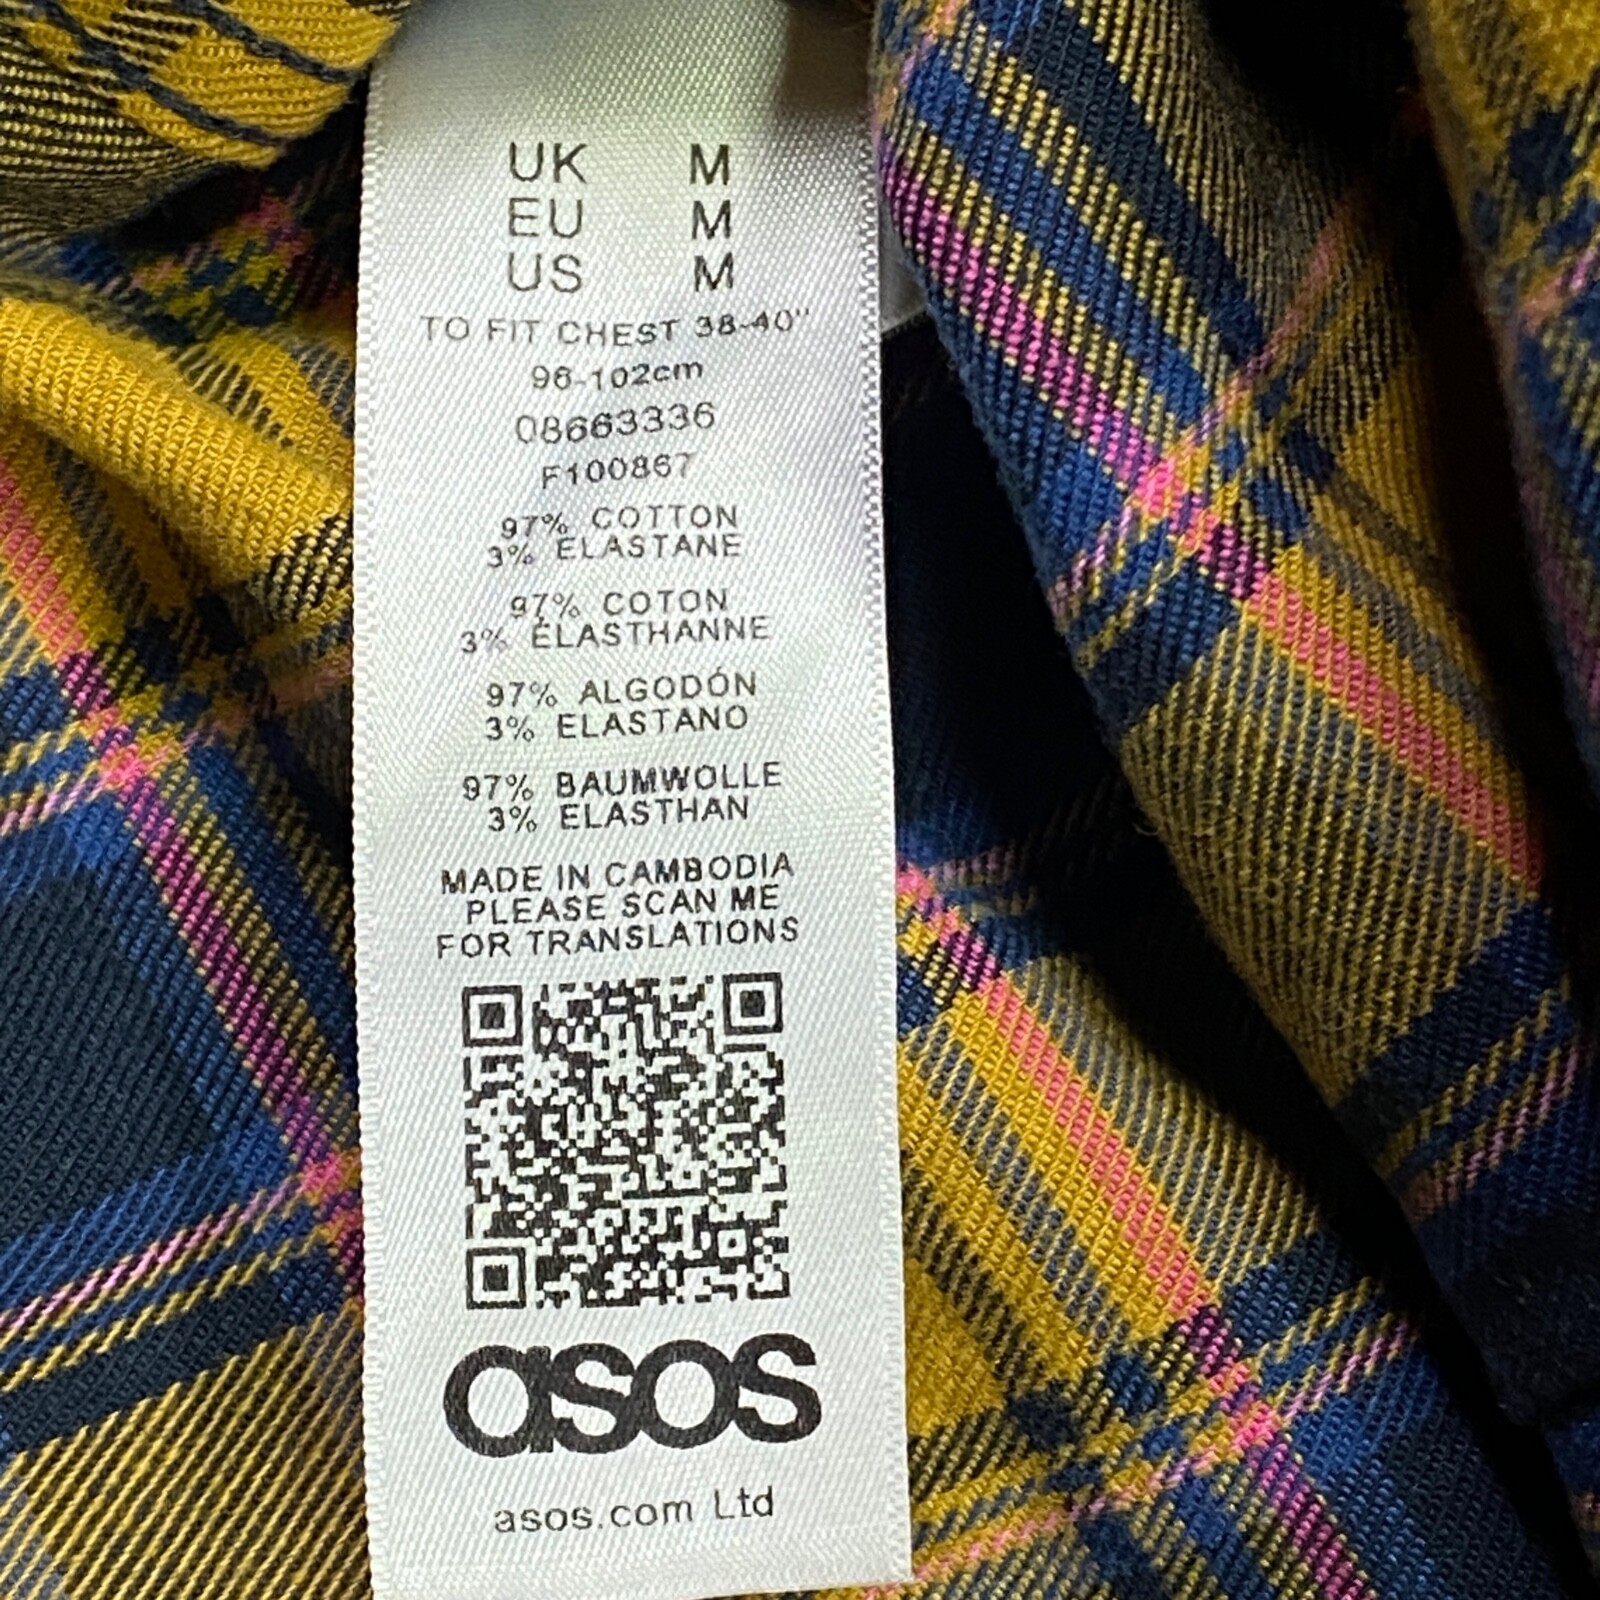 UK M
EU M
US M
TO FIT CHEST 38-40"
96-102cm
08663336
F100867
97% COTTON
3% ELASTANE
97% COTON
3% ÉLASTHANNE
97% ALGODÓN
3% ELASTANO
97% BAUMWOLLE
3% ELASTHAN
MADE IN CAMBODIA
PLEASE SCAN ME
FOR TRANSLATIONS
asos
asos.com Ltd